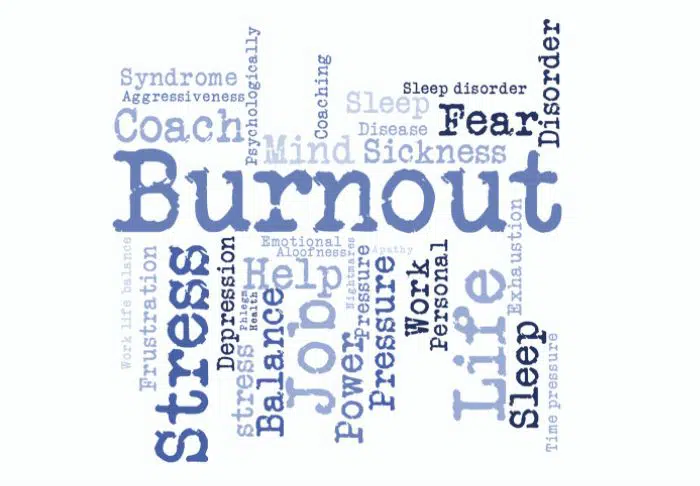 Syndrome
Aggressiveness
Coach
Psychologically
Coaching
Sleep
Sleep disorder
Disease
Fear
Disorder
Mind
Sickness
Burnout
Work life balance
Frustration
Stress
Depression
Emotional
Aloofness
Apathy
Help
Phlegm
Health
stress
Balance
Job
Nightmares
Pressure
Power
Pressure
Work
Personal
Life
Exhaustion
Sleep
Time pressure